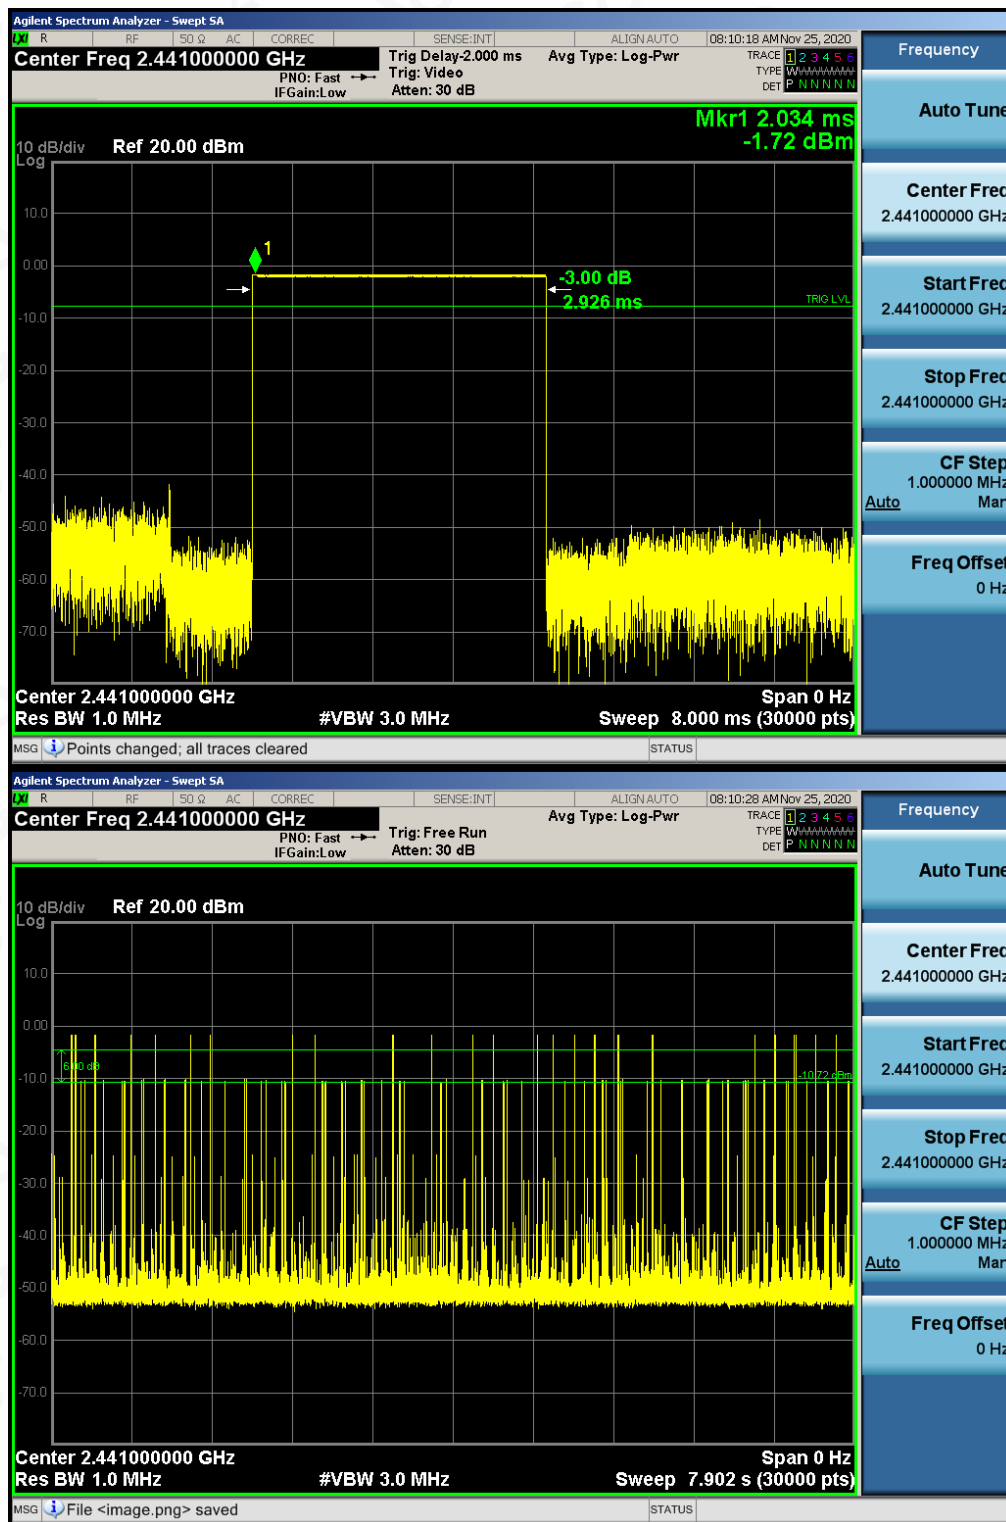 Agilent Spectrum Analyzer - Swept SA
LXI R RF 50 Ω AC CORREC SENSE:INT ALIGN AUTO 08:10:18 AM Nov 25, 2020
Center Freq 2.441000000 GHz Trig Delay-2.000 ms Avg Type: Log-Pwr TRACE 1 2 3 4 5 6
PNO: Fast Trig: Video TYPE
IFGain:Low Atten: 30 dB DET P N N N N N
Frequency
Auto Tune
Center Freq
2.441000000 GHz
Start Freq
2.441000000 GHz
Stop Freq
2.441000000 GHz
CF Step
1.000000 MHz
Auto Man
Freq Offset
0 Hz
Mkr1 2.034 ms
-1.72 dBm
10 dB/div Ref 20.00 dBm
Log
10.0
0.00
-10.0
-20.0
-30.0
-40.0
-50.0
-60.0
-70.0
1
-3.00 dB
2.926 ms
TRIG LVL
Center 2.441000000 GHz Span 0 Hz
Res BW 1.0 MHz #VBW 3.0 MHz Sweep 8.000 ms (30000 pts)
MSG Points changed; all traces cleared STATUS
Agilent Spectrum Analyzer - Swept SA
LXI R RF 50 Ω AC CORREC SENSE:INT ALIGN AUTO 08:10:28 AM Nov 25, 2020
Center Freq 2.441000000 GHz Avg Type: Log-Pwr TRACE 1 2 3 4 5 6
PNO: Fast Trig: Free Run TYPE
IFGain:Low Atten: 30 dB DET P N N N N N
Frequency
Auto Tune
Center Freq
2.441000000 GHz
Start Freq
2.441000000 GHz
Stop Freq
2.441000000 GHz
CF Step
1.000000 MHz
Auto Man
Freq Offset
0 Hz
10 dB/div Ref 20.00 dBm
Log
10.0
0.00
-10.0
-20.0
-30.0
-40.0
-50.0
-60.0
-70.0
6.00 dB
-10.72 dBm
Center 2.441000000 GHz Span 0 Hz
Res BW 1.0 MHz #VBW 3.0 MHz Sweep 7.902 s (30000 pts)
MSG File <image.png> saved STATUS